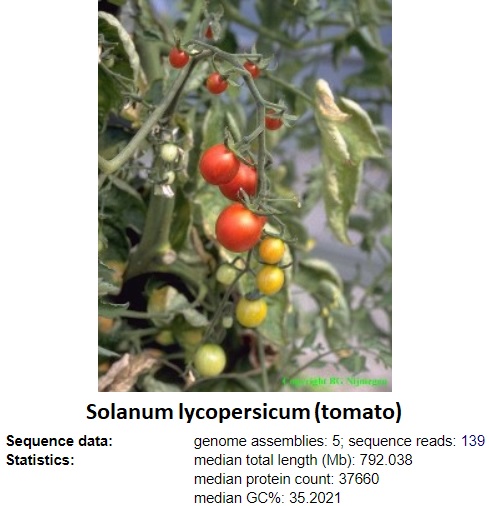 Copyright BG Nijmegen
Solanum lycopersicum (tomato)
Sequence data: genome assemblies: 5; sequence reads: 139
Statistics: median total length (Mb): 792.038
median protein count: 37660
median GC%: 35.2021